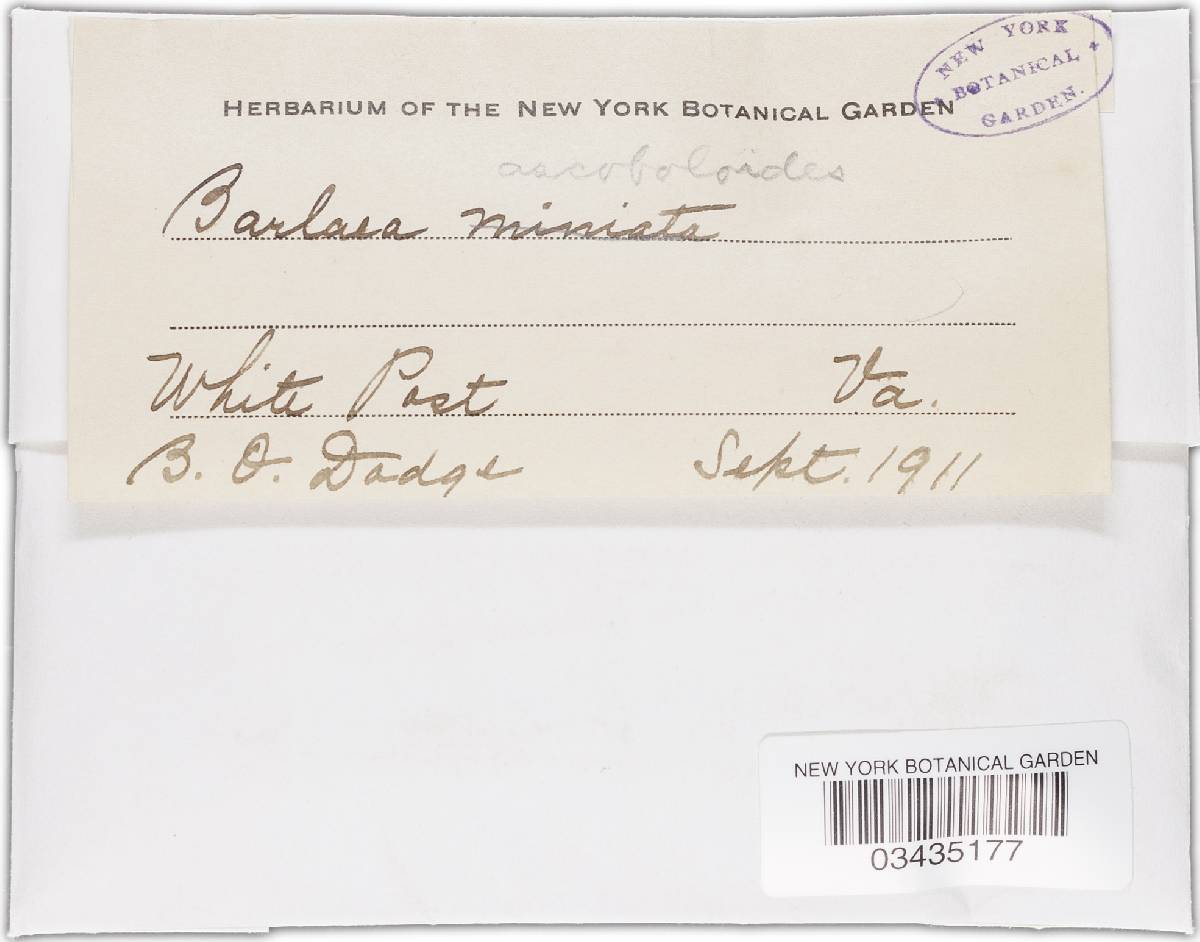 NEW YORK
BOTANICAL
GARDEN.
HERBARIUM OF THE NEW YORK BOTANICAL GARDEN
ascoboloides
Barlaea miniata
White Post Va.
B. O. Dodge Sept. 1911
NEW YORK BOTANICAL GARDEN
03435177